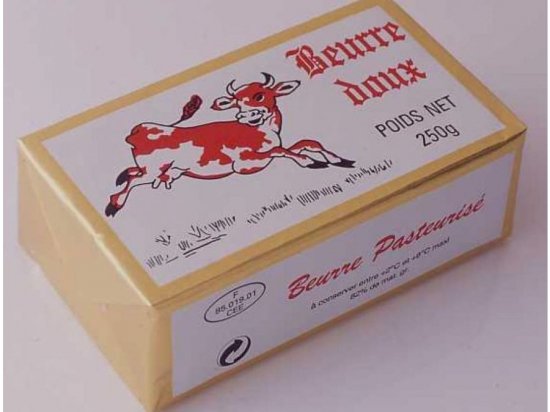 Beurre
doux
POIDS NET
250g
Beurre Pasteurisé
A conserver entre +2°C et +6°C maxi
82% de mat. gr.
F
85.019.01
CEE